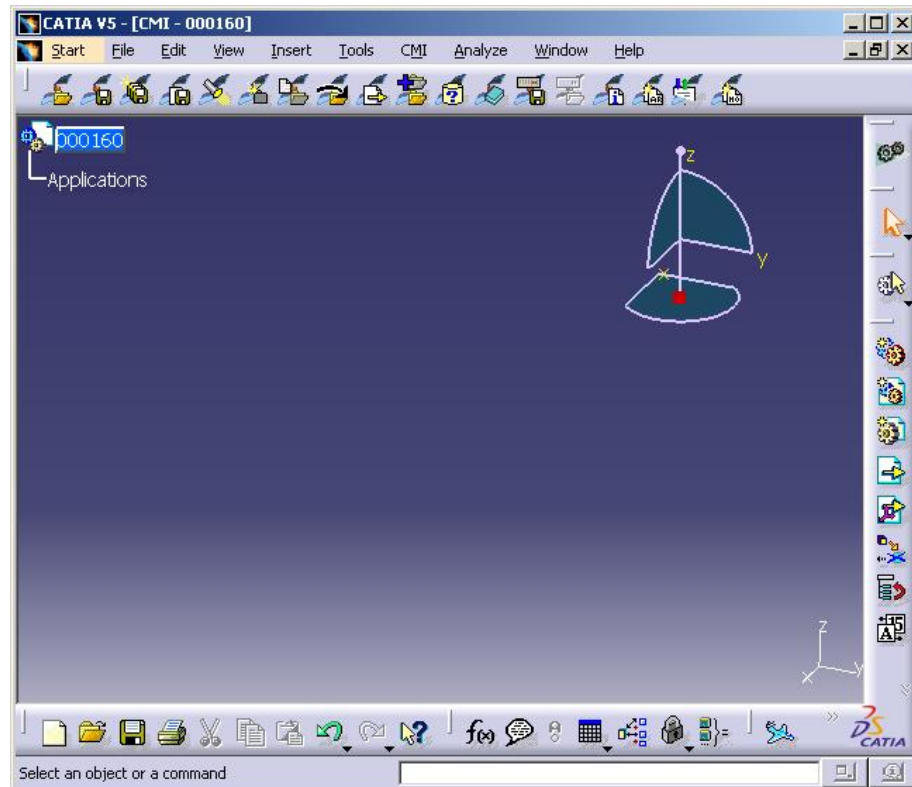 CATIA V5 - [CMI - 000160]
Start File Edit View Insert Tools CMI Analyze Window Help
000160
Applications
z
y
x
z
x y
15
A
f(x)
CATIA
Select an object or a command